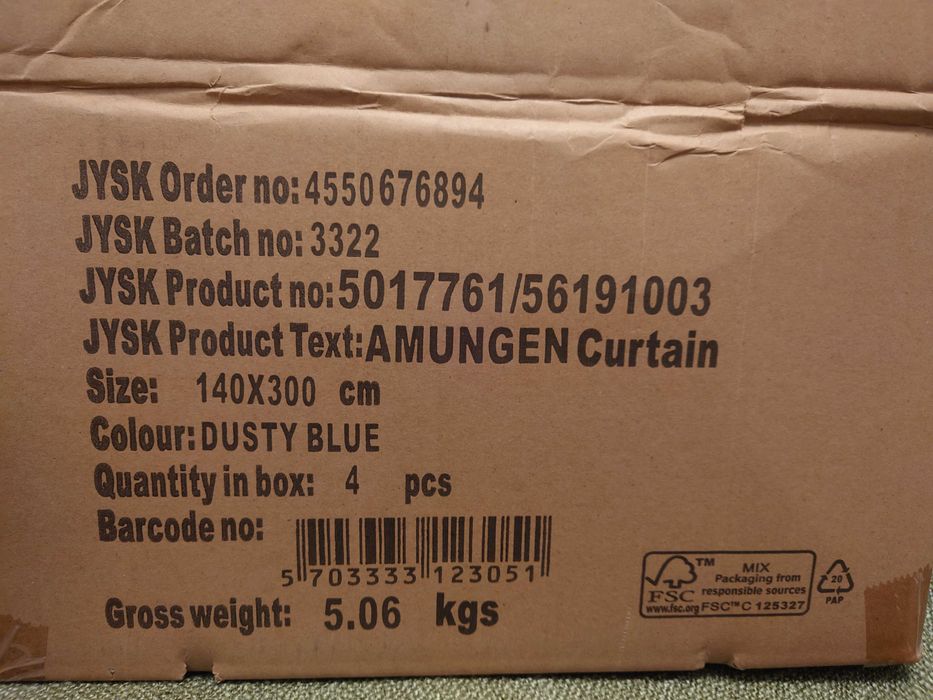 JYSK Order no:4550676894
JYSK Batch no: 3322
JYSK Product no:5017761/56191003
JYSK Product Text:AMUNGEN Curtain
Size: 140X300 cm
Colour:DUSTY BLUE
Quantity in box: 4 pcs
Barcode no:
5 703333 123051
Gross weight: 5.06 kgs
FSC
www.fsc.org
TM
MIX
Packaging from
responsible sources
FSC™ C 125327
20
PAP